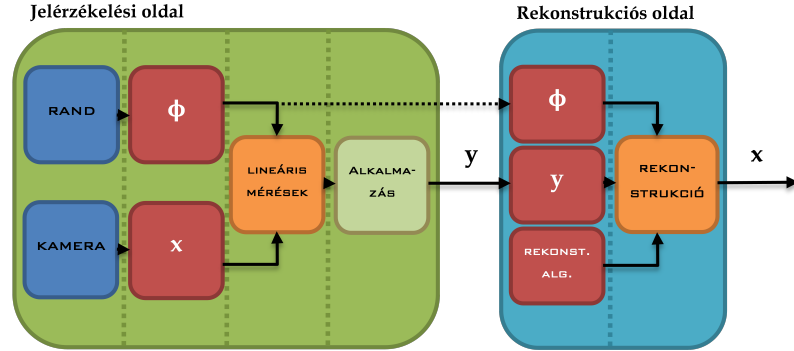 Jelérzékelési oldal
Rekonstrukciós oldal
RAND
ϕ
ϕ
LINEÁRIS
MÉRÉSEK
ALKALMA-
ZÁS
y
y
REKON-
STRUKCIÓ
x
KAMERA
x
REKONST.
ALG.